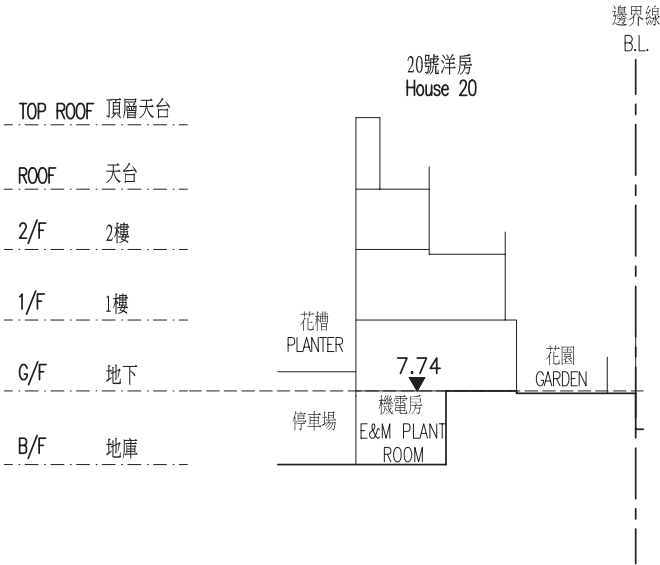 邊界線
B.L.
20號洋房
House 20
TOP ROOF 頂層天台
ROOF 天台
2/F 2樓
1/F 1樓
花槽
PLANTER
G/F 地下
7.74
花園
GARDEN
停車場
機電房
E&M PLANT
ROOM
B/F 地庫